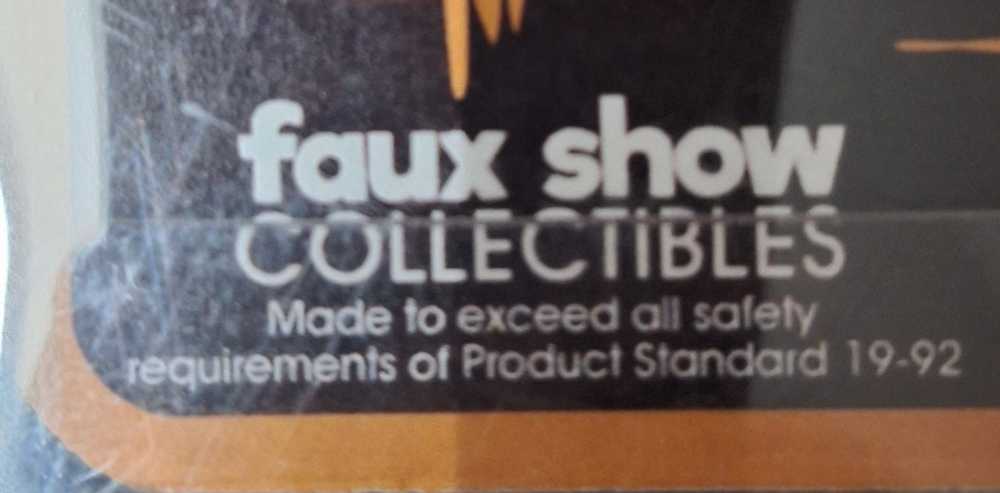 faux show
COLLECTIBLES
Made to exceed all safety
requirements of Product Standard 19-92